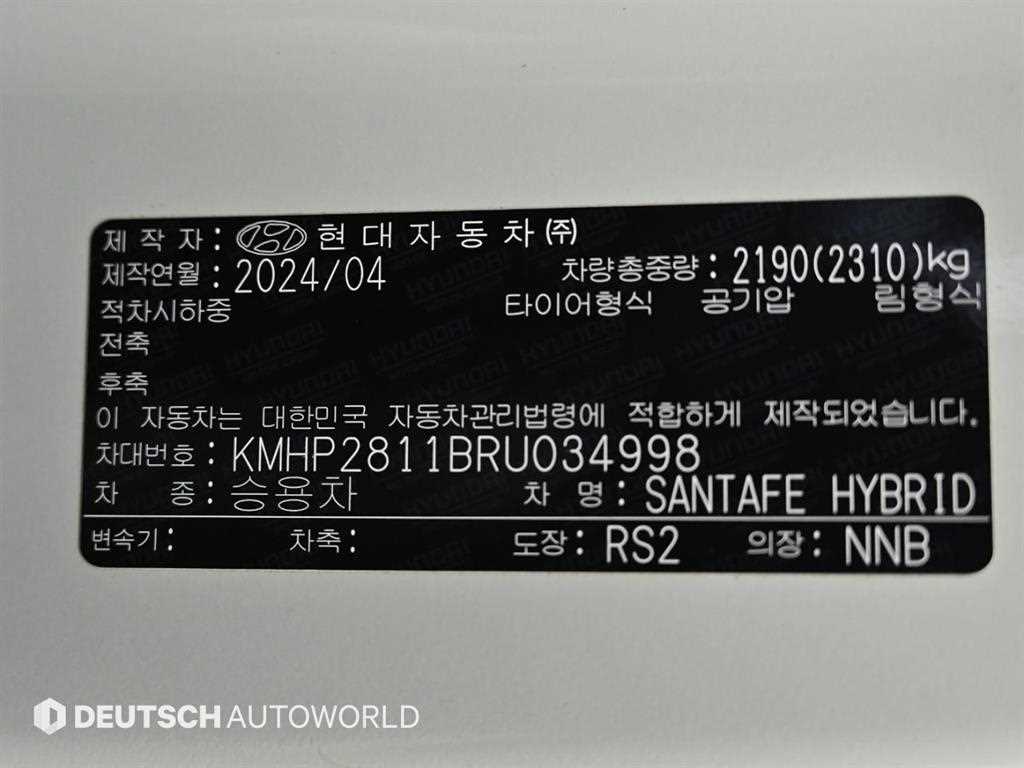 제 작 자 : 현 대 자 동 차 ㈜
제작연월 : 2024/04 차량총중량 : 2190(2310)kg
적차시하중 타이어형식 공기압 림형식
전축
후축
이 자동차는 대한민국 자동차관리법령에 적합하게 제작되었습니다.
차대번호 : KMHP2811BRU034998
차 종 : 승용차 차 명 : SANTAFE HYBRID
변속기 : 차축 : 도장 : RS2 의장 : NNB
DEUTSCH AUTOWORLD